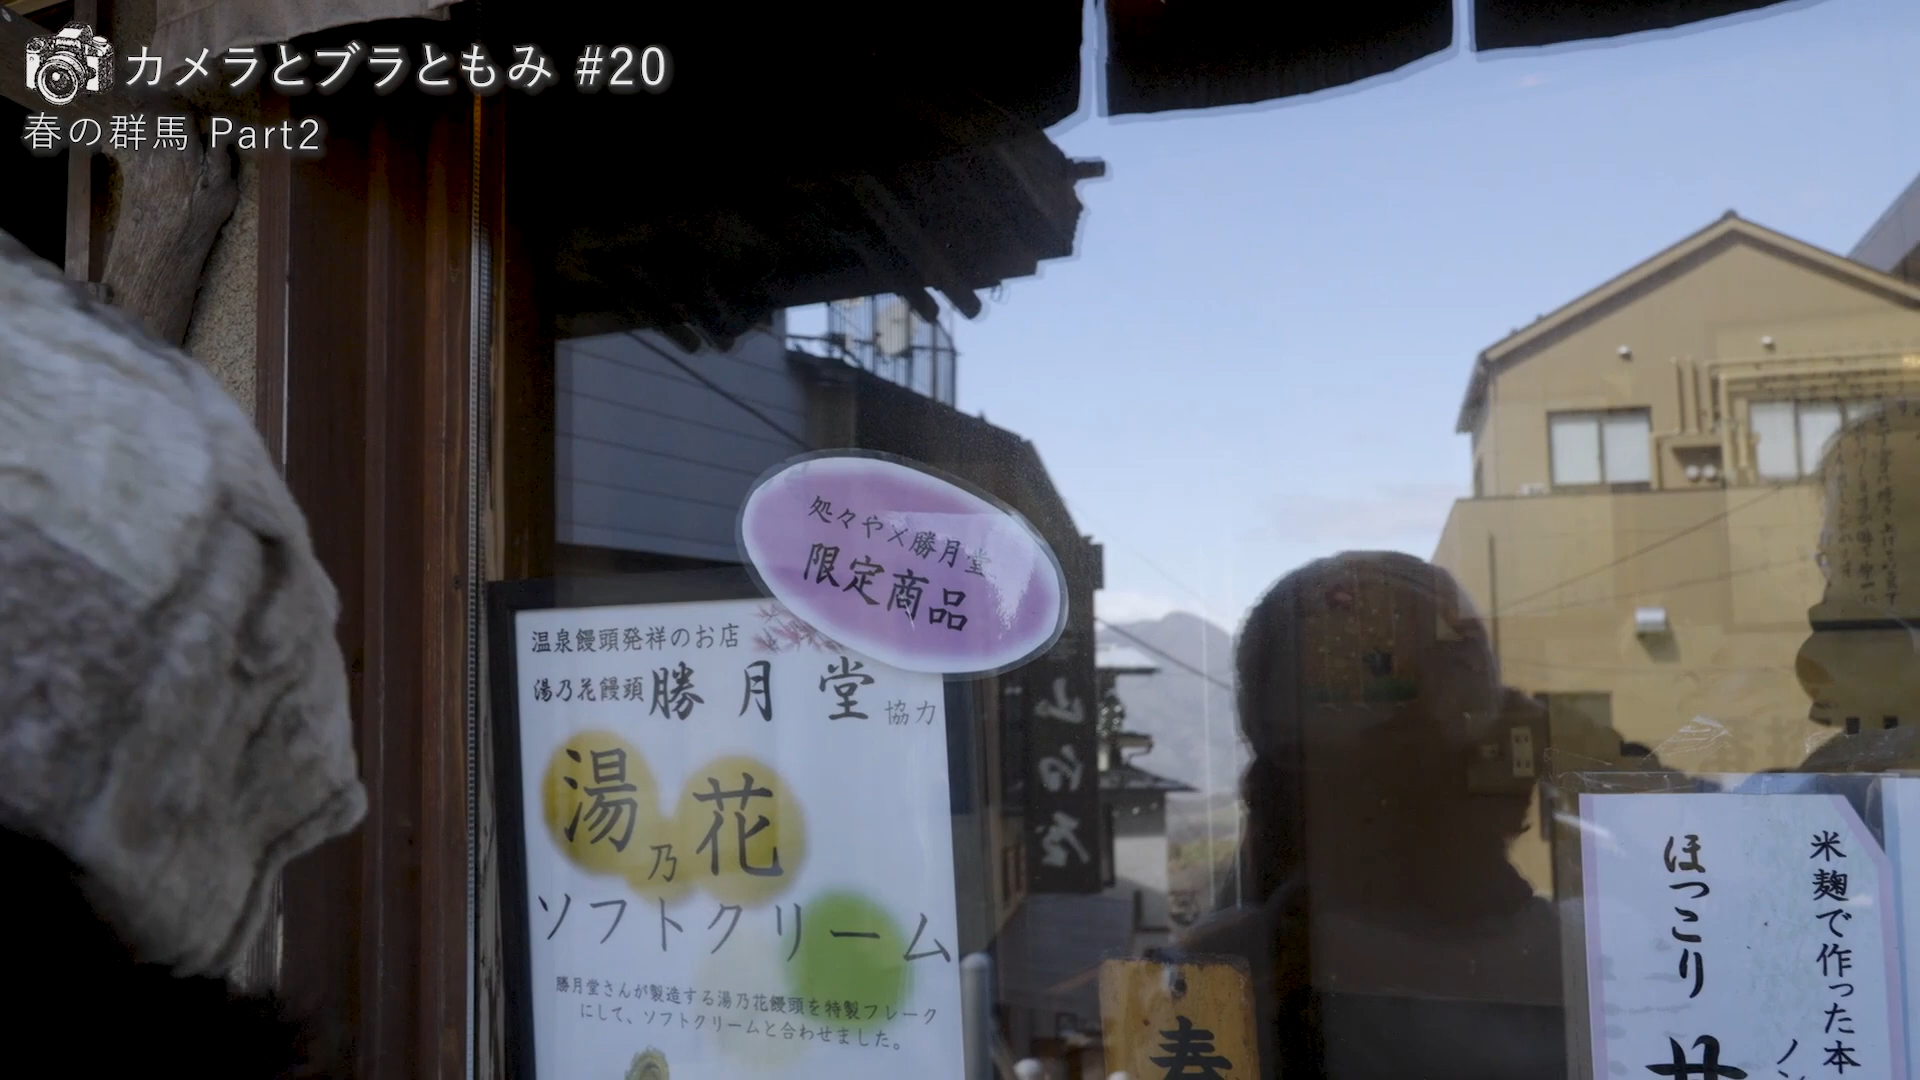 カメラとブラともみ #20
春の群馬 Part2
処々や×勝月堂
限定商品
温泉饅頭発祥のお店
湯乃花饅頭 勝月堂 協力
湯乃花
ソフトクリーム
勝月堂さんが製造する湯乃花饅頭を特製フレーク
にして、ソフトクリームと合わせました。
春
米麹で作った本
ノン
ほっこり 甘